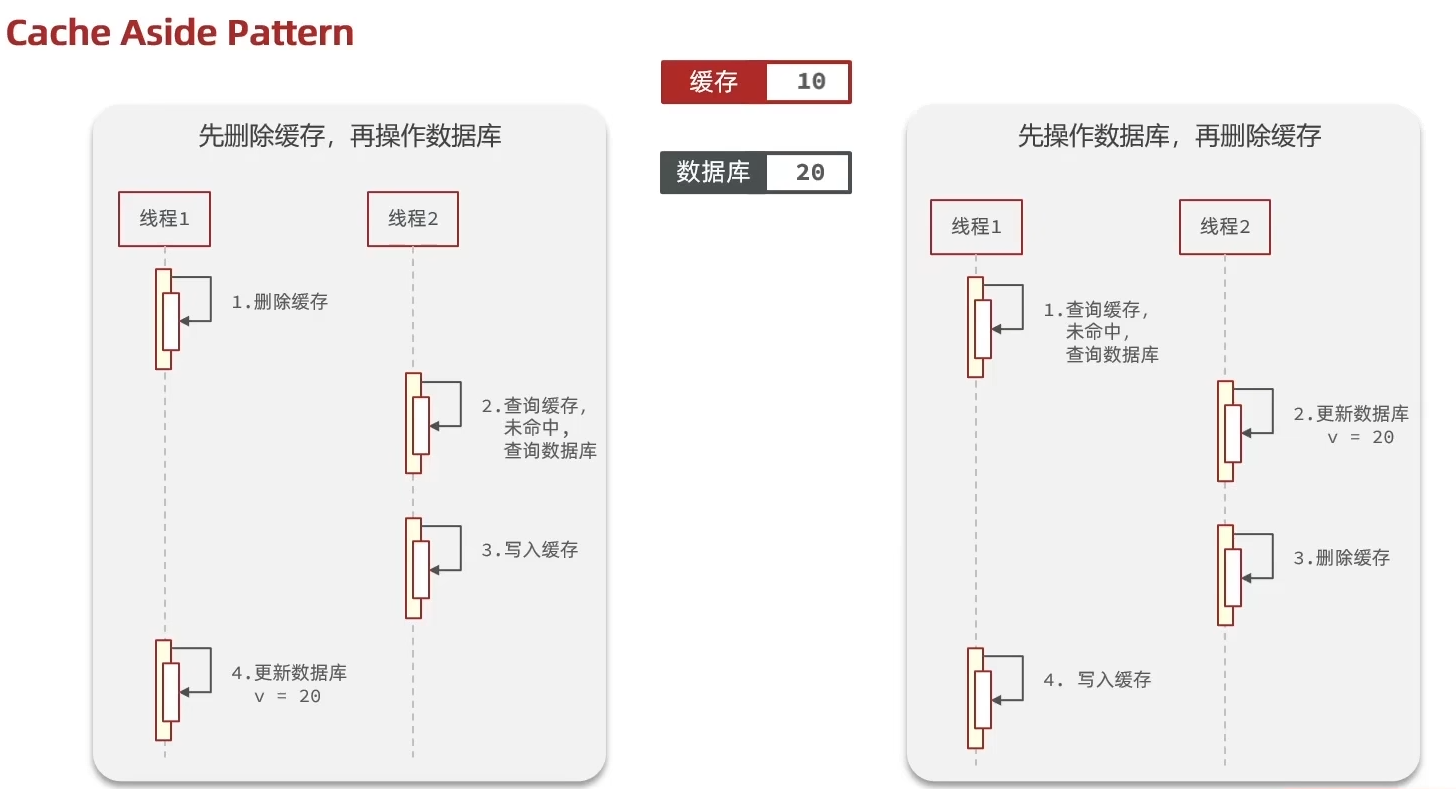 Cache Aside Pattern
缓存 10
数据库 20
先删除缓存，再操作数据库
线程1
线程2
1.删除缓存
2.查询缓存，
未命中，
查询数据库
3.写入缓存
4.更新数据库
v = 20
先操作数据库，再删除缓存
线程1
线程2
1.查询缓存，
未命中，
查询数据库
2.更新数据库
v = 20
3.删除缓存
4. 写入缓存